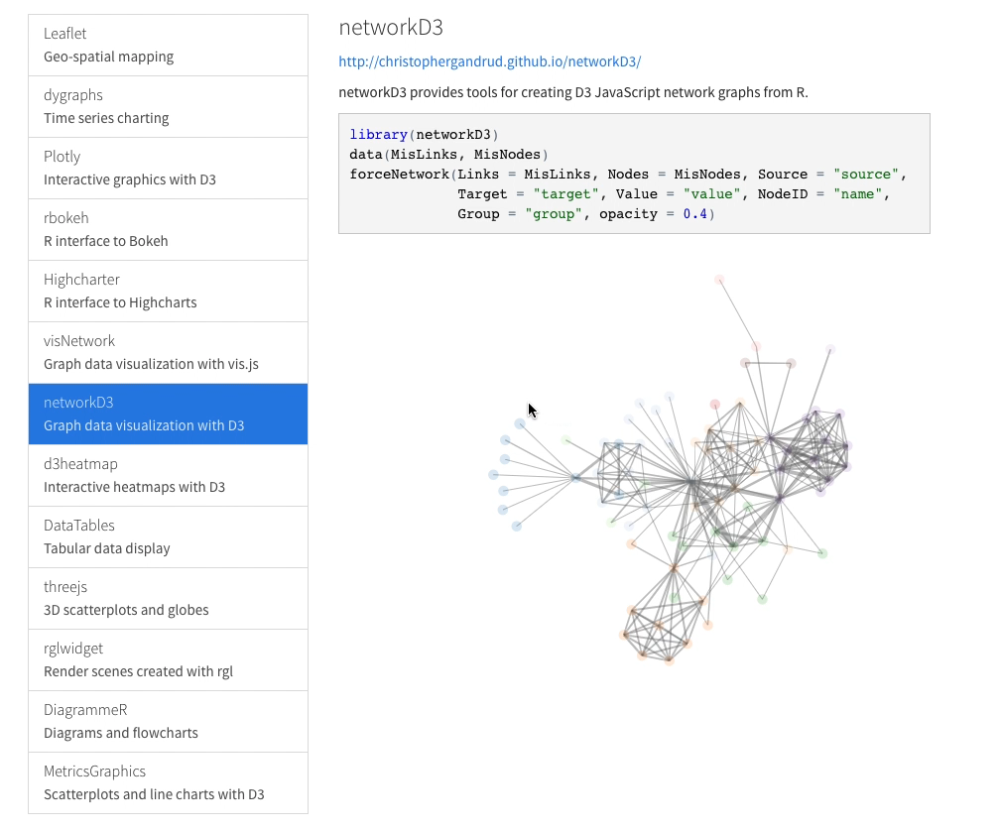 Leaflet
Geo-spatial mapping
dygraphs
Time series charting
Plotly
Interactive graphics with D3
rbokeh
R interface to Bokeh
Highcharter
R interface to Highcharts
visNetwork
Graph data visualization with vis.js
networkD3
Graph data visualization with D3
d3heatmap
Interactive heatmaps with D3
DataTables
Tabular data display
threejs
3D scatterplots and globes
rglwidget
Render scenes created with rgl
DiagrammeR
Diagrams and flowcharts
MetricsGraphics
Scatterplots and line charts with D3
networkD3
http://christophergandrud.github.io/networkD3/
networkD3 provides tools for creating D3 JavaScript network graphs from R.
library(networkD3)
data(MisLinks, MisNodes)
forceNetwork(Links = MisLinks, Nodes = MisNodes, Source = "source",
Target = "target", Value = "value", NodeID = "name",
Group = "group", opacity = 0.4)